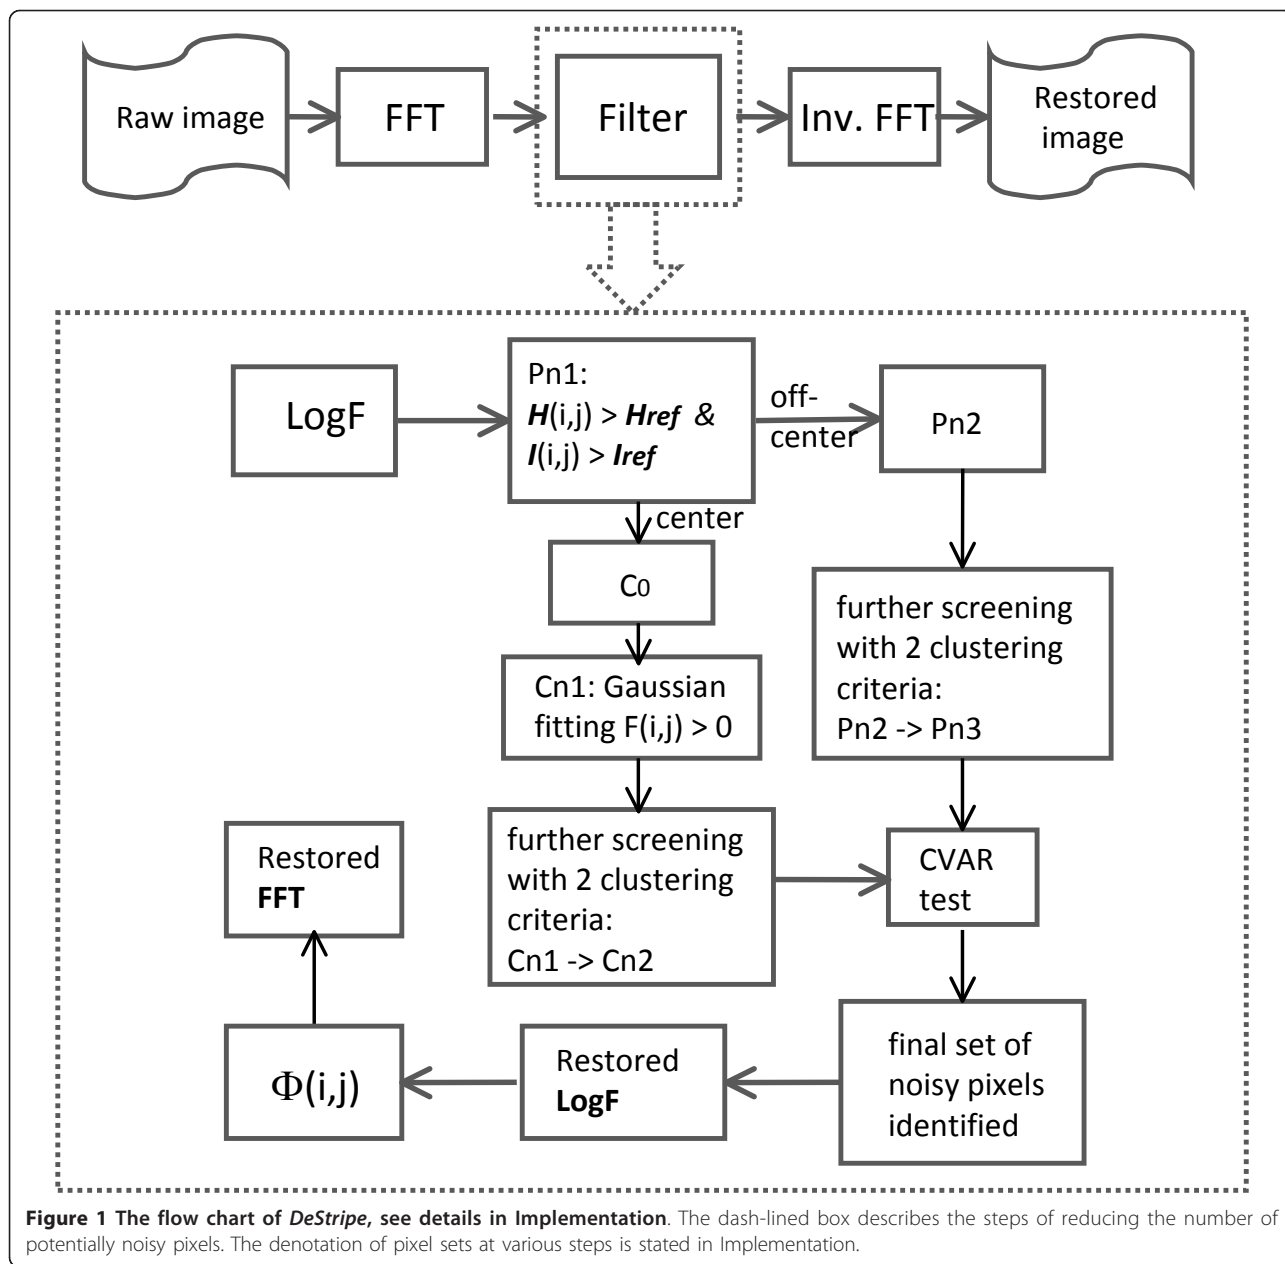 Raw image
FFT
Filter
Inv. FFT
Restored
image
LogF
Pn1:
H(i,j) > Href &
I(i,j) > Iref
off-
center
Pn2
center
C0
further screening
with 2 clustering
criteria:
Pn2 -> Pn3
Cn1: Gaussian
fitting F(i,j) > 0
further screening
with 2 clustering
criteria:
Cn1 -> Cn2
CVAR
test
Restored
FFT
Φ(i,j)
Restored
LogF
final set of
noisy pixels
identified
Figure 1 The flow chart of DeStripe, see details in Implementation. The dash-lined box describes the steps of reducing the number of
potentially noisy pixels. The denotation of pixel sets at various steps is stated in Implementation.